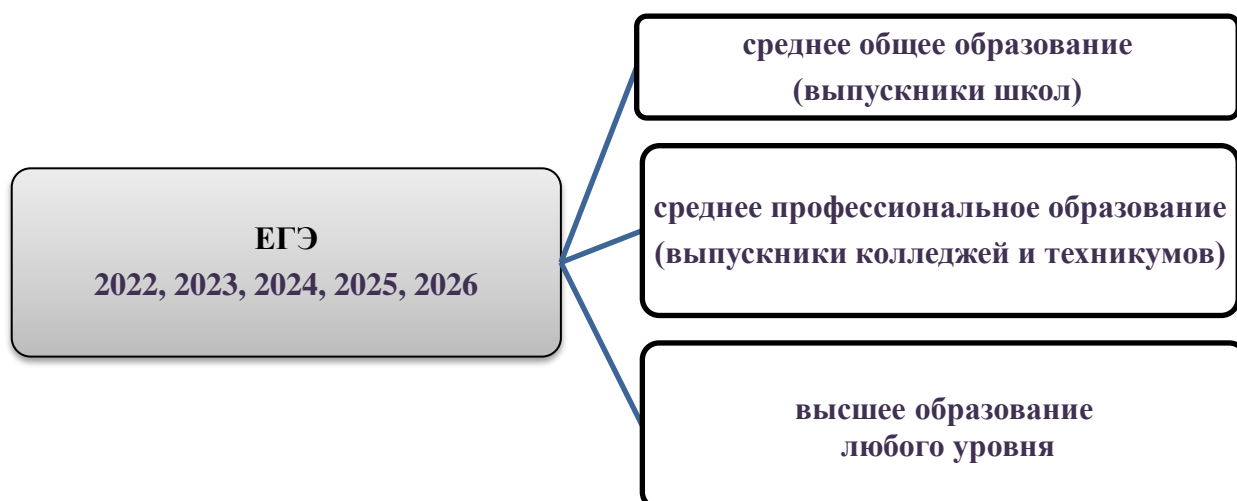 среднее общее образование
(выпускники школ)
ЕГЭ
2022, 2023, 2024, 2025, 2026
среднее профессиональное образование
(выпускники колледжей и техникумов)
высшее образование
любого уровня